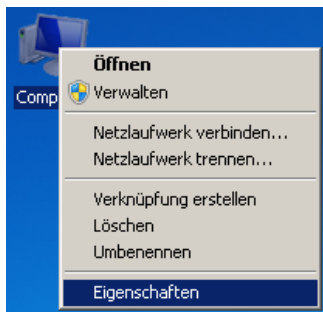 Öffnen
Comp
Verwalten
Netzlaufwerk verbinden...
Netzlaufwerk trennen...
Verknüpfung erstellen
Löschen
Umbenennen
Eigenschaften